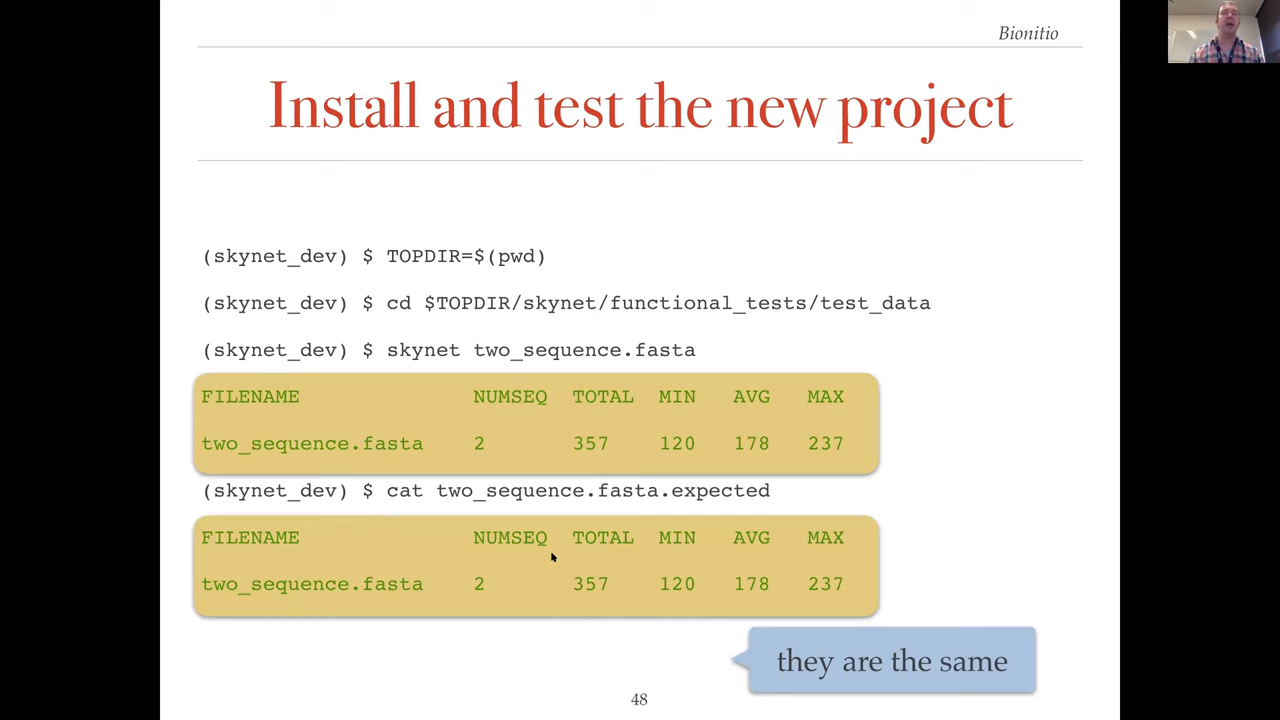 Bionitio
Install and test the new project
(skynet_dev) $ TOPDIR=$(pwd)
(skynet_dev) $ cd $TOPDIR/skynet/functional_tests/test_data
(skynet_dev) $ skynet two_sequence.fasta
FILENAME NUMSEQ TOTAL MIN AVG MAX
two_sequence.fasta 2 357 120 178 237
(skynet_dev) $ cat two_sequence.fasta.expected
FILENAME NUMSEQ TOTAL MIN AVG MAX
two_sequence.fasta 2 357 120 178 237
they are the same
48